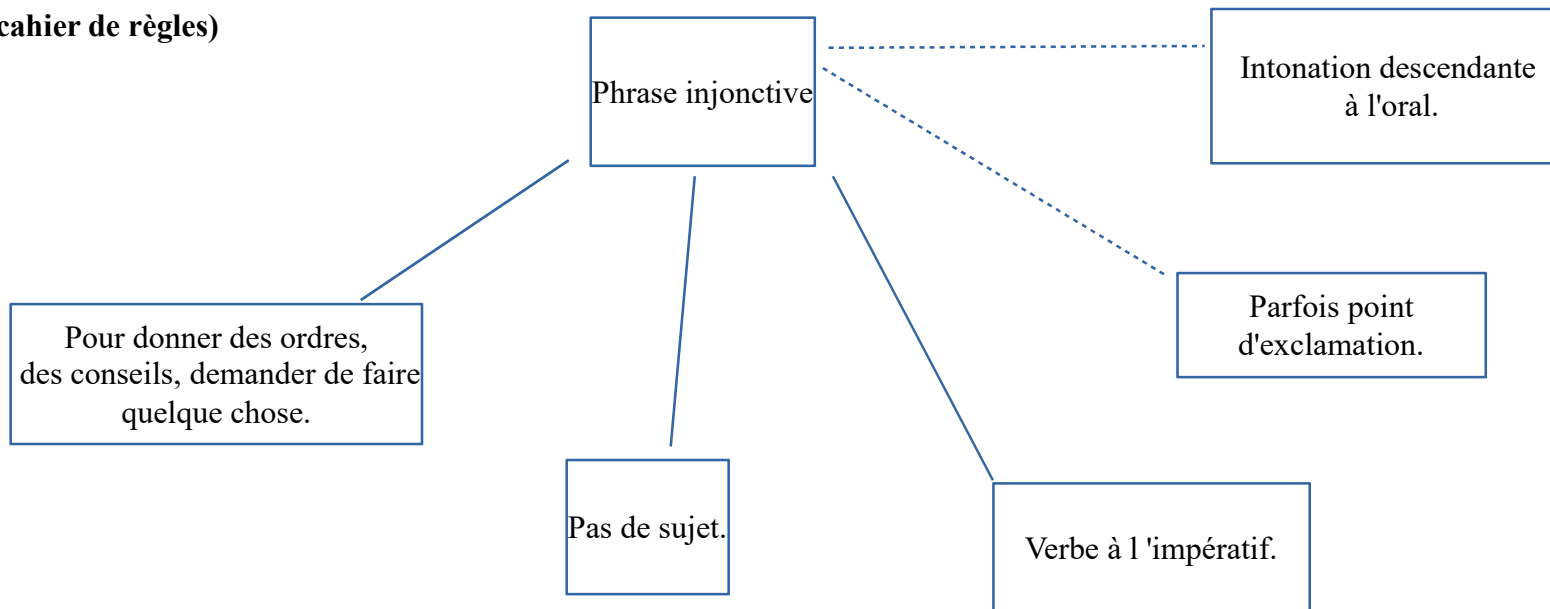 cahier de règles)
Phrase injonctive
Intonation descendante
à l'oral.
Parfois point
d'exclamation.
Pour donner des ordres,
des conseils, demander de faire
quelque chose.
Pas de sujet.
Verbe à l 'impératif.